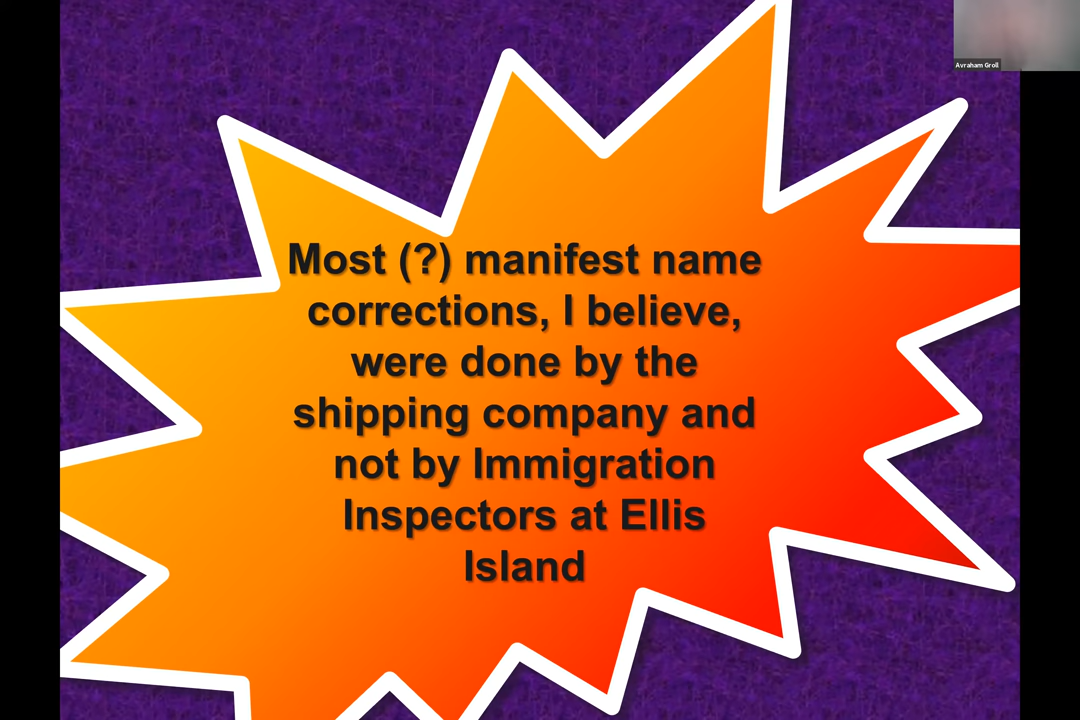 Avraham Groll
Most (?) manifest name
corrections, I believe,
were done by the
shipping company and
not by Immigration
Inspectors at Ellis
Island